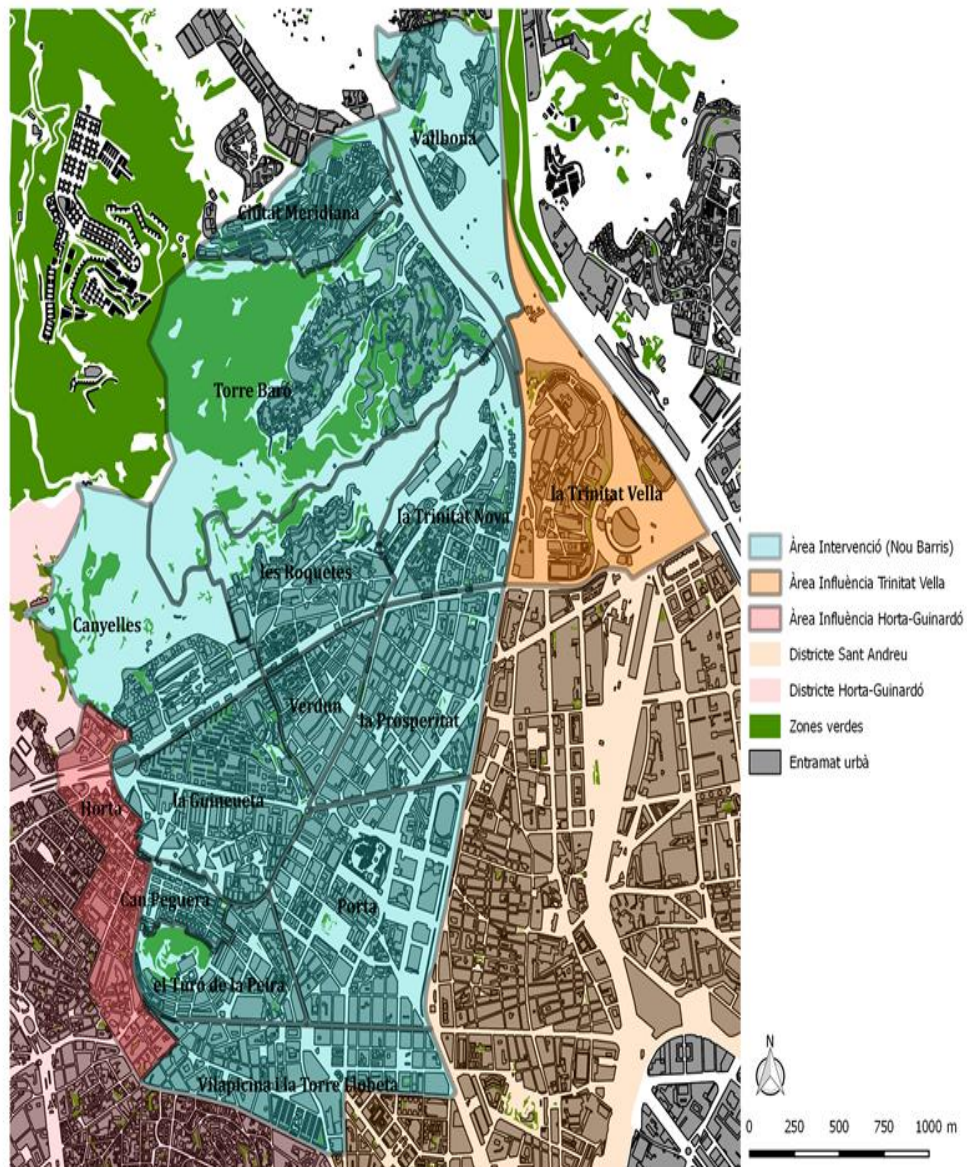 Vallbona
Ciutat Meridiana
Torre Baró
la Trinitat Vella
la Trinitat Nova
les Roquetes
Canyelles
Verdun
la Prosperitat
la Guineueta
Horta
Can Peguera
Porta
el Turó de la Peira
Vilapicina i la Torre Llobeta
Àrea Intervenció (Nou Barris)
Àrea Influència Trinitat Vella
Àrea Influència Horta-Guinardó
Districte Sant Andreu
Districte Horta-Guinardó
Zones verdes
Entramat urbà
N
0 250 500 750 1000 m